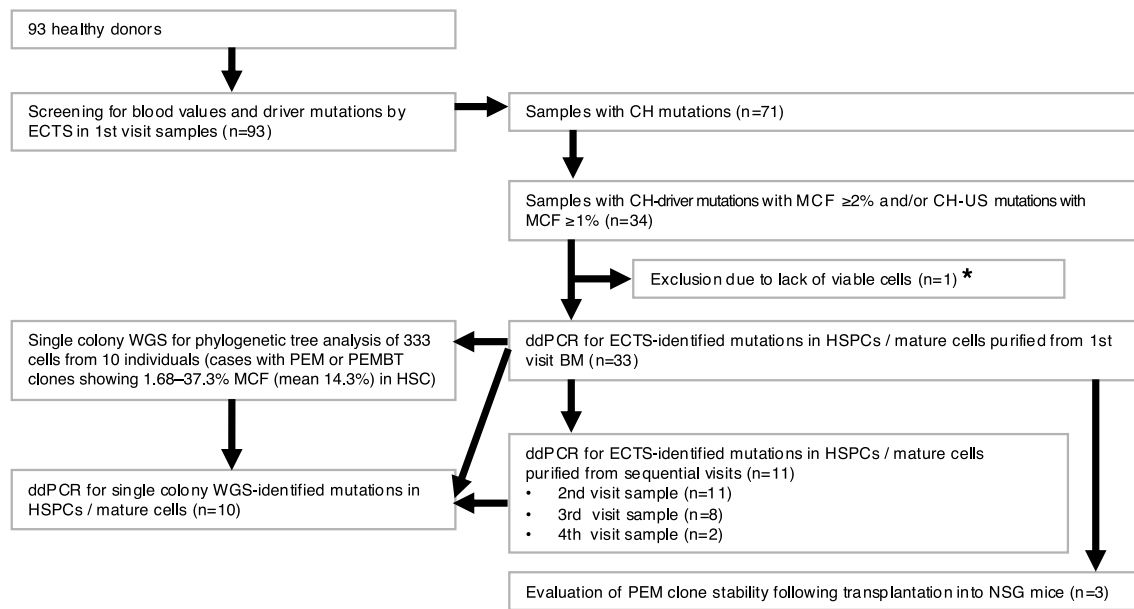 93 healthy donors
Screening for blood values and driver mutations by
ECTS in 1st visit samples (n=93)
Samples with CH mutations (n=71)
Samples with CH-driver mutations with MCF ≥2% and/or CH-US mutations with
MCF ≥1% (n=34)
Exclusion due to lack of viable cells (n=1) *
Single colony WGS for phylogenetic tree analysis of 333
cells from 10 individuals (cases with PEM or PEMBT
clones showing 1.68–37.3% MCF (mean 14.3%) in HSC)
ddPCR for ECTS-identified mutations in HSPCs / mature cells purified from 1st
visit BM (n=33)
ddPCR for ECTS-identified mutations in HSPCs / mature cells
purified from sequential visits (n=11)
• 2nd visit sample (n=11)
• 3rd visit sample (n=8)
• 4th visit sample (n=2)
ddPCR for single colony WGS-identified mutations in
HSPCs / mature cells (n=10)
Evaluation of PEM clone stability following transplantation into NSG mice (n=3)